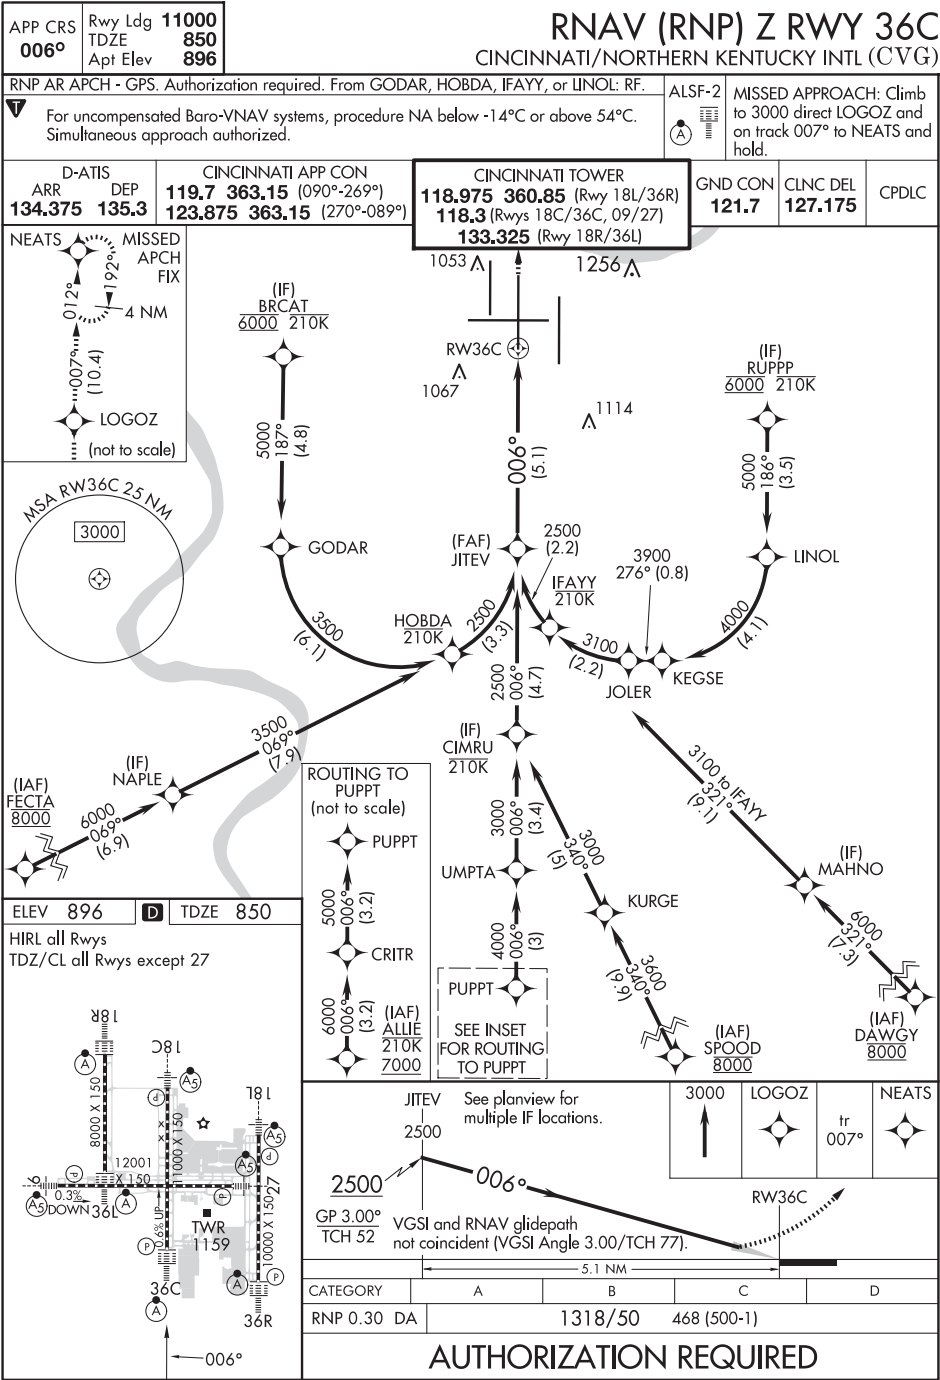 APP CRS
006°
Rwy Ldg 11000
TDZE 850
Apt Elev 896
RNAV (RNP) Z RWY 36C
CINCINNATI/NORTHERN KENTUCKY INTL (CVG)
RNP AR APCH - GPS. Authorization required. From GODAR, HOBDA, IFAYY, or LINOL: RF.
T
For uncompensated Baro-VNAV systems, procedure NA below -14°C or above 54°C.
Simultaneous approach authorized.
ALSF-2
A
MISSED APPROACH: Climb
to 3000 direct LOGOZ and
on track 007° to NEATS and
hold.
D-ATIS
ARR DEP
134.375 135.3
CINCINNATI APP CON
119.7 363.15 (090°-269°)
123.875 363.15 (270°-089°)
CINCINNATI TOWER
118.975 360.85 (Rwy 18L/36R)
118.3 (Rwys 18C/36C, 09/27)
133.325 (Rwy 18R/36L)
GND CON
121.7
CLNC DEL
127.175
CPDLC
NEATS
MISSED
APCH
FIX
012°
192°
4 NM
007°
(10.4)
LOGOZ
(not to scale)
MSA RW36C 25 NM
3000
(IF)
BRCAT
6000 210K
5000
187°
(4.8)
GODAR
3500
(6.1)
1053
1256
RW36C
1067
1114
006°
(5.1)
(IF)
RUPPP
6000 210K
5000
186°
(3.5)
LINOL
4000
(4.1)
(FAF)
JITEV
2500
(2.2)
IFAYY
210K
3900
276° (0.8)
HOBDA
210K
2500
(3.3)
3100
(2.2)
JOLER
KEGSE
2500
006°
(4.7)
(IF)
CIMRU
210K
3500
069°
(7.9)
(IF)
NAPLE
(IAF)
FECTA
8000
6000
069°
(6.9)
3100 to IFAYY
321°
(9.1)
(IF)
MAHNO
6000
321°
(7.3)
(IAF)
DAWGY
8000
3000
006°
(3.4)
UMPTA
4000
006°
(3)
PUPPT
SEE INSET
FOR ROUTING
TO PUPPT
3000
340°
(5)
KURGE
3600
340°
(9.9)
(IAF)
SPOOD
8000
ROUTING TO
PUPPT
(not to scale)
PUPPT
5000
006°
(3.2)
CRITR
6000
006°
(3.2)
(IAF)
ALLIE
210K
7000
ELEV 896
D
TDZE 850
HIRL all Rwys
TDZ/CL all Rwys except 27
18R
18C
18L
A
A5
P
8000 X 150
11000 X 150
X
X
A5
P
A5
12001
X 150
9
P
A5
0.3%
DOWN
36L
A
0.6% UP
P
27
TWR
1159
10000 X 150
P
A
P
36C
A
36R
006°
JITEV
2500
See planview for
multiple IF locations.
2500
GP 3.00°
TCH 52
006°
VGSI and RNAV glidepath
not coincident (VGSI Angle 3.00/TCH 77).
5.1 NM
RW36C
3000
LOGOZ
tr
007°
NEATS
CATEGORY A B C D
RNP 0.30 DA 1318/50 468 (500-1)
AUTHORIZATION REQUIRED